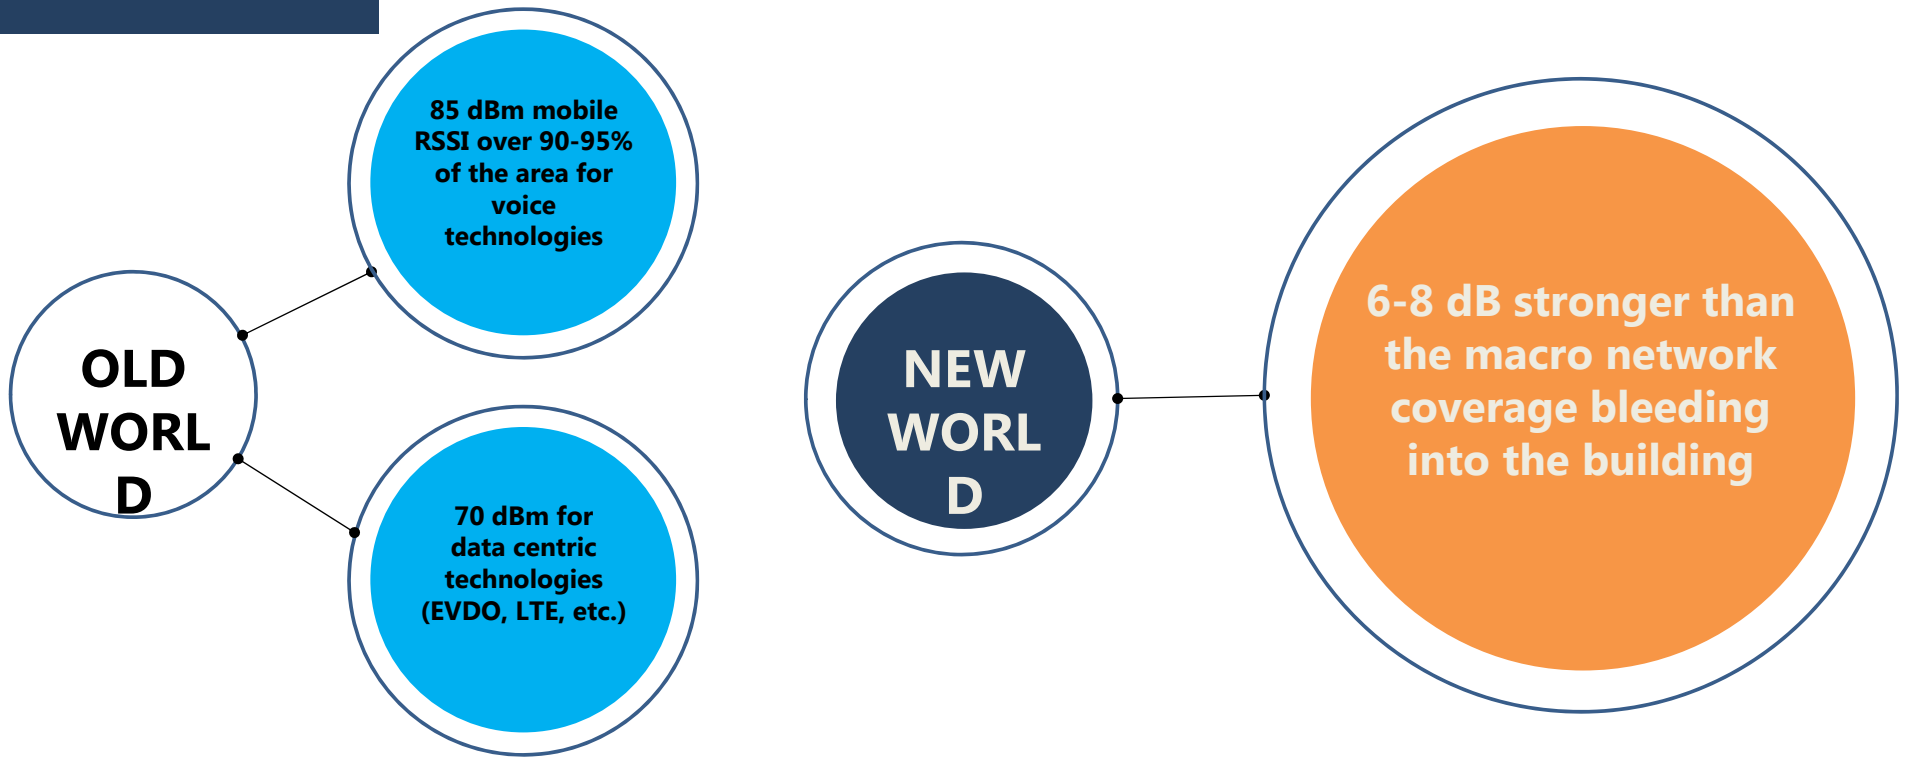 85 dBm mobile
RSSI over 90-95%
of the area for
voice
technologies
OLD
WORL
D
70 dBm for
data centric
technologies
(EVDO, LTE, etc.)
NEW
WORL
D
6-8 dB stronger than
the macro network
coverage bleeding
into the building